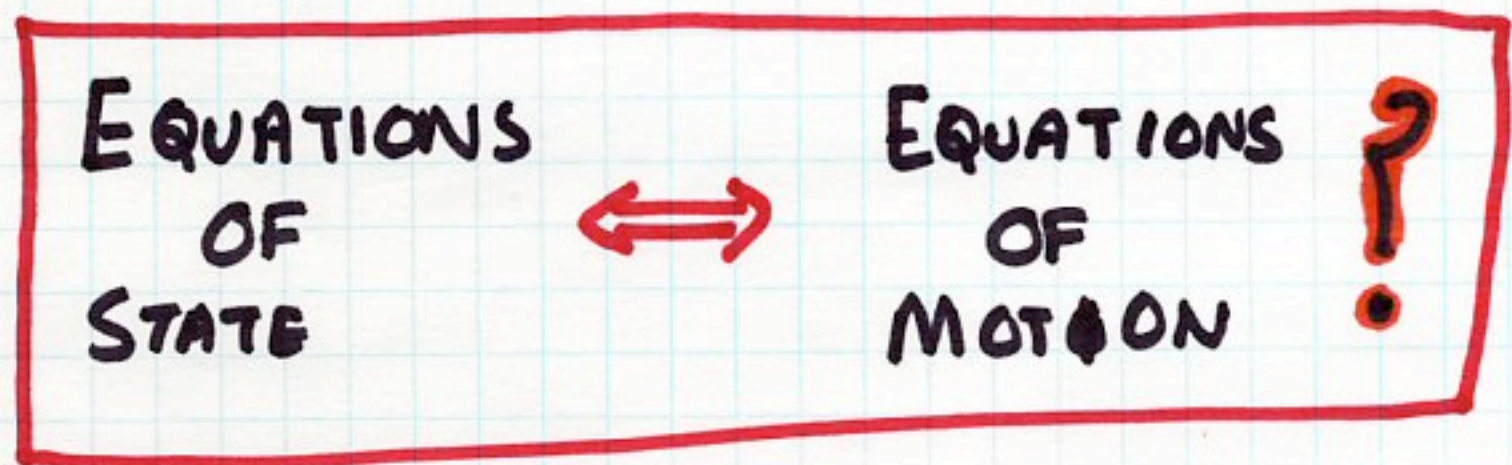 EQUATIONS
OF
STATE
⇔
EQUATIONS
OF
MOTION
?